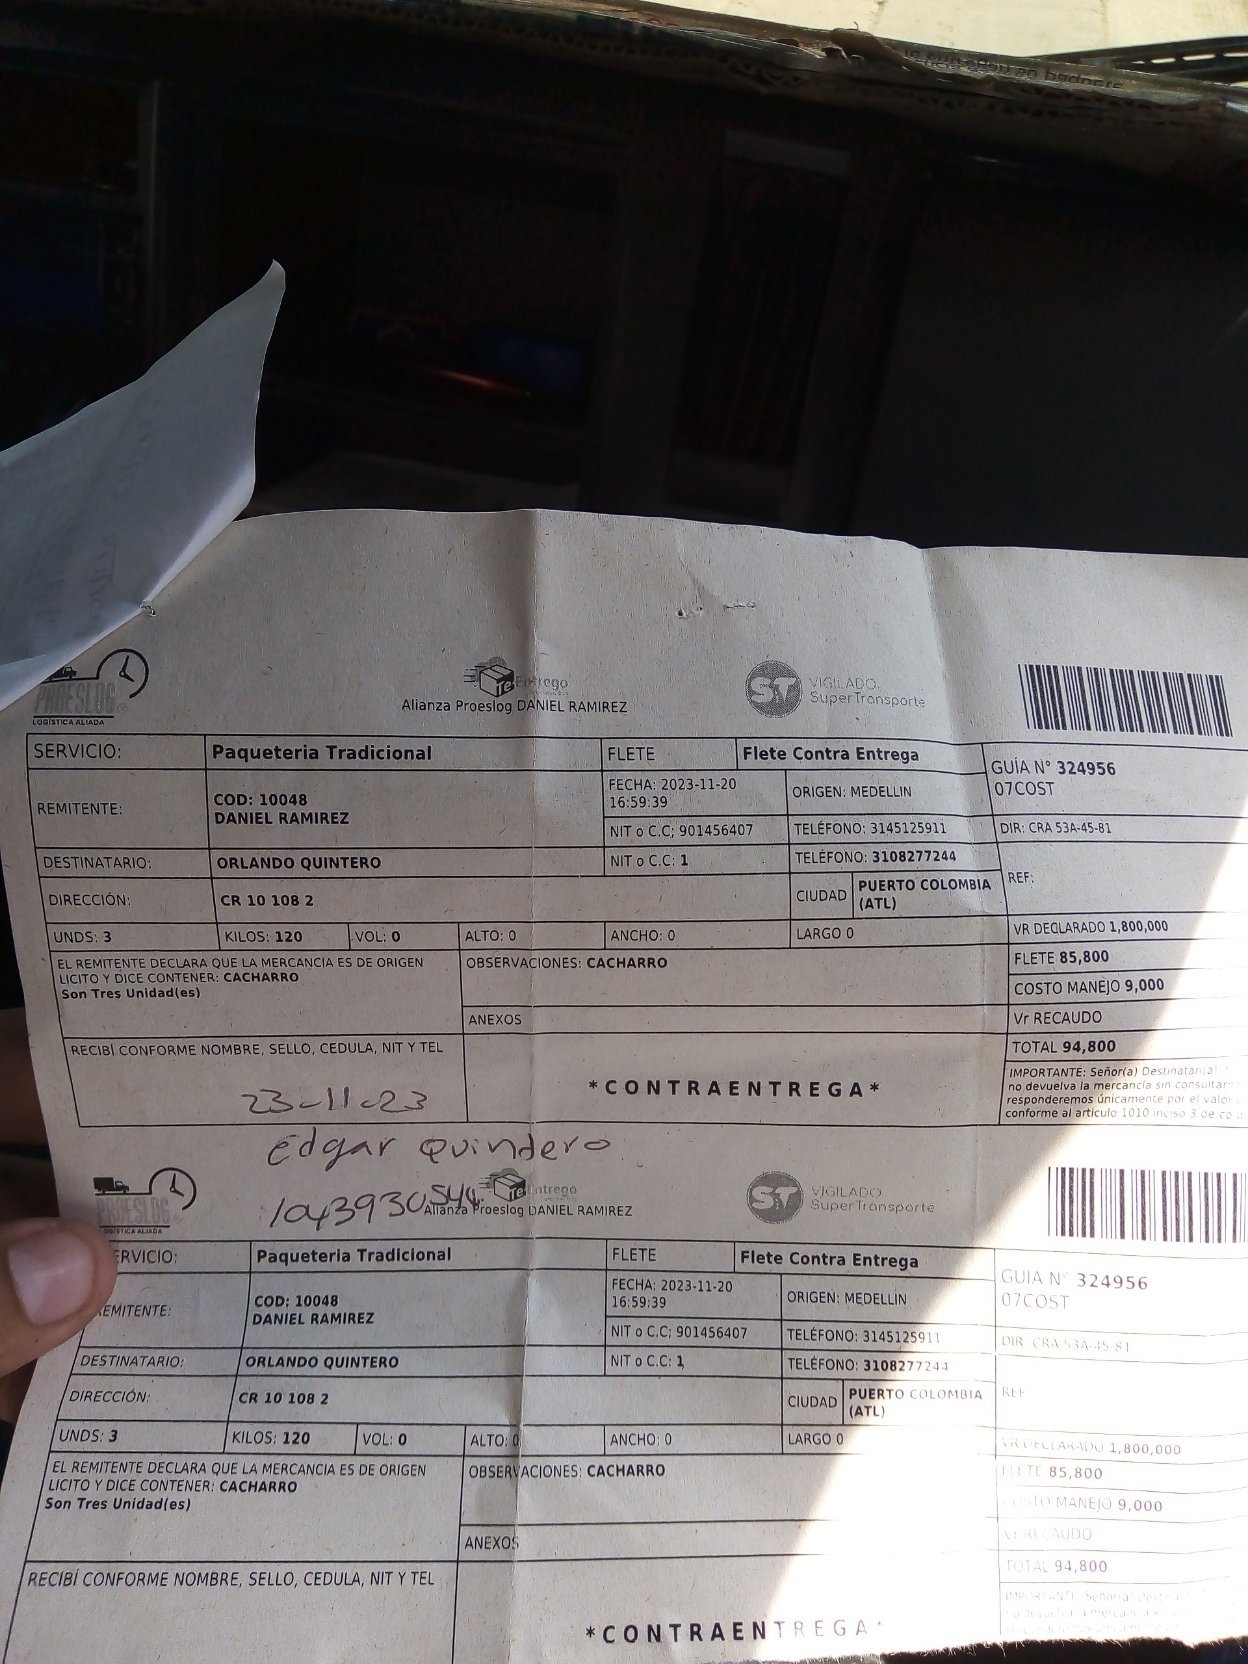 PROESLOG
LOGÍSTICA ALIADA
TeEntrego
Alianza Proeslog DANIEL RAMIREZ
ST VIGILADO
SuperTransporte
SERVICIO: Paqueteria Tradicional FLETE Flete Contra Entrega
GUÍA N° 324956
07COST
REMITENTE: COD: 10048
DANIEL RAMIREZ
FECHA: 2023-11-20
16:59:39
ORIGEN: MEDELLIN
NIT o C.C; 901456407 TELÉFONO: 3145125911 DIR: CRA 53A-45-81
DESTINATARIO: ORLANDO QUINTERO NIT o C.C: 1 TELÉFONO: 3108277244
REF:
DIRECCIÓN: CR 10 108 2 CIUDAD PUERTO COLOMBIA
(ATL)
UNDS: 3 KILOS: 120 VOL: 0 ALTO: 0 ANCHO: 0 LARGO 0 VR DECLARADO 1,800,000
EL REMITENTE DECLARA QUE LA MERCANCIA ES DE ORIGEN
LICITO Y DICE CONTENER: CACHARRO
Son Tres Unidad(es)
OBSERVACIONES: CACHARRO
FLETE 85,800
COSTO MANEJO 9,000
ANEXOS
Vr RECAUDO
RECIBÍ CONFORME NOMBRE, SELLO, CEDULA, NIT Y TEL
TOTAL 94,800
*CONTRAENTREGA*
IMPORTANTE: Señor(a) Destinatari(a)
no devuelva la mercancía sin consultar
responderemos únicamente por el valor
conforme al articulo 1010 inciso 3 de
23-11-23
Edgar Quindero
1043930544
PROESLOG
LOGÍSTICA ALIADA
TeEntrego
Alianza Proeslog DANIEL RAMIREZ
ST VIGILADO
SuperTransporte
SERVICIO: Paqueteria Tradicional FLETE Flete Contra Entrega
GUIA N° 324956
07COST
REMITENTE: COD: 10048
DANIEL RAMIREZ
FECHA: 2023-11-20
16:59:39
ORIGEN: MEDELLIN
NIT o C.C; 901456407 TELÉFONO: 3145125911 DIR: CRA 53A-45-81
DESTINATARIO: ORLANDO QUINTERO NIT o C.C: 1 TELÉFONO: 3108277244
REF
DIRECCIÓN: CR 10 108 2 CIUDAD PUERTO COLOMBIA
(ATL)
UNDS: 3 KILOS: 120 VOL: 0 ALTO: 0 ANCHO: 0 LARGO 0 VR DECLARADO 1,800,000
EL REMITENTE DECLARA QUE LA MERCANCIA ES DE ORIGEN
LICITO Y DICE CONTENER: CACHARRO
Son Tres Unidad(es)
OBSERVACIONES: CACHARRO
FLETE 85,800
COSTO MANEJO 9,000
ANEXOS
Vr RECAUDO
TOTAL 94,800
RECIBÍ CONFORME NOMBRE, SELLO, CEDULA, NIT Y TEL
*CONTRAENTREGA*
IMPORTANTE: Señor(a)